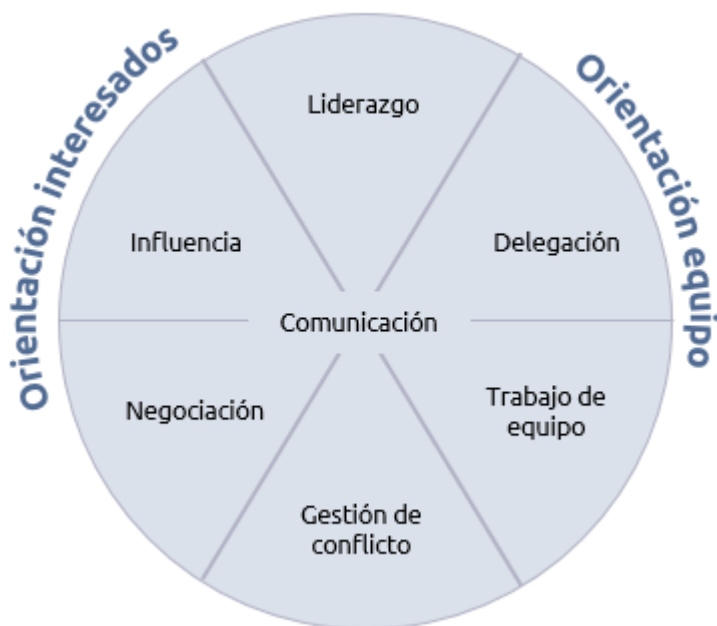 Orientación interesados
Orientación equipo
Liderazgo
Influencia
Delegación
Comunicación
Negociación
Trabajo de
equipo
Gestión de
conflicto